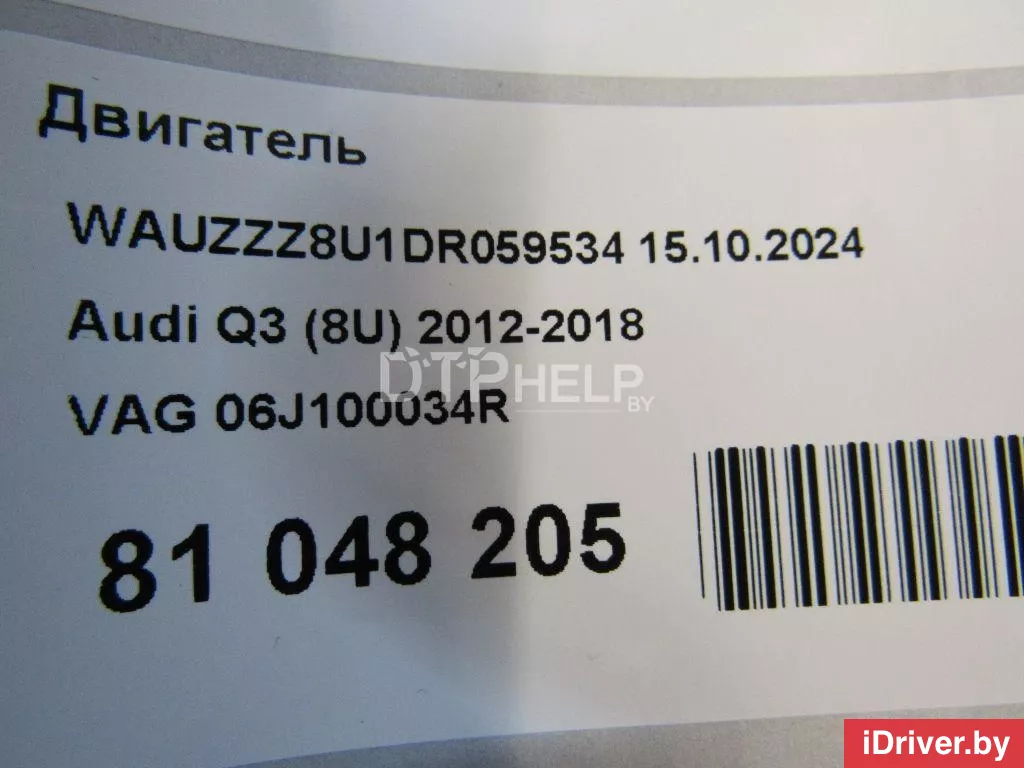 Двигатель
WAUZZZ8U1DR059534 15.10.2024
Audi Q3 (8U) 2012-2018
DTPHELP.BY
VAG 06J100034R
81 048 205
iDriver.by